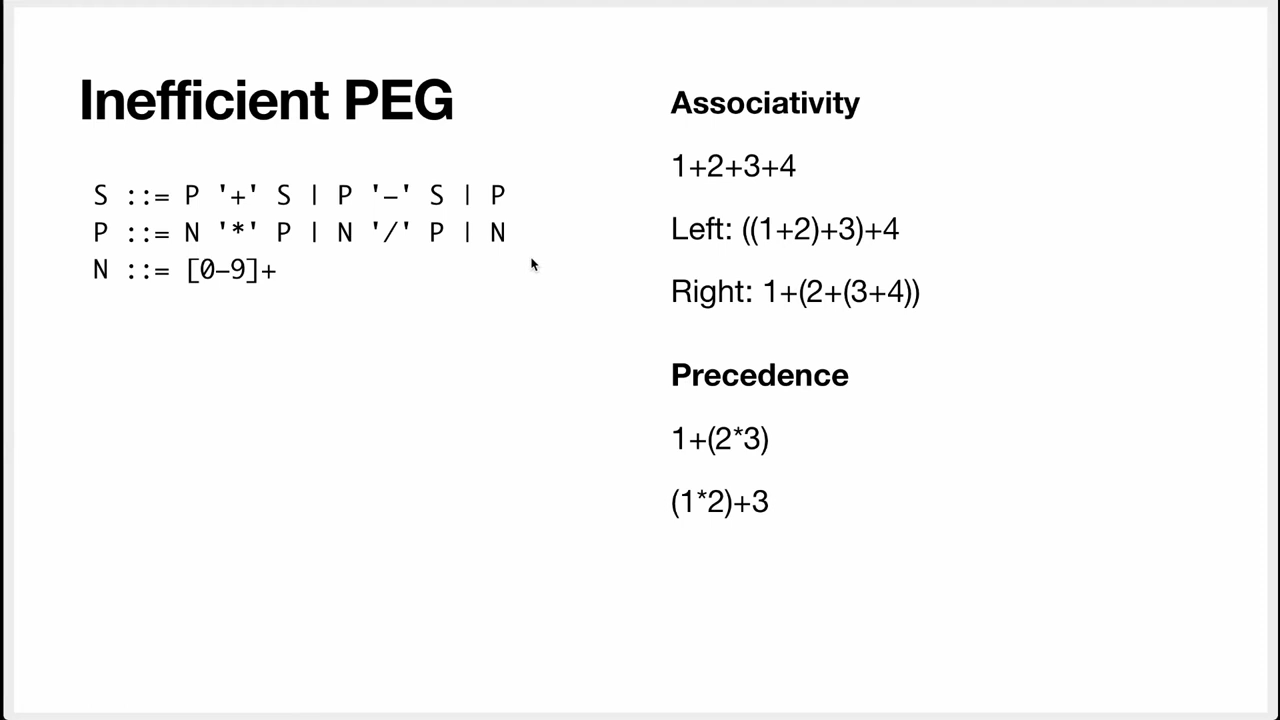 Inefficient PEG
S ::= P '+' S | P '-' S | P
P ::= N '*' P | N '/' P | N
N ::= [0-9]+
Associativity
1+2+3+4
Left: ((1+2)+3)+4
Right: 1+(2+(3+4))
Precedence
1+(2*3)
(1*2)+3